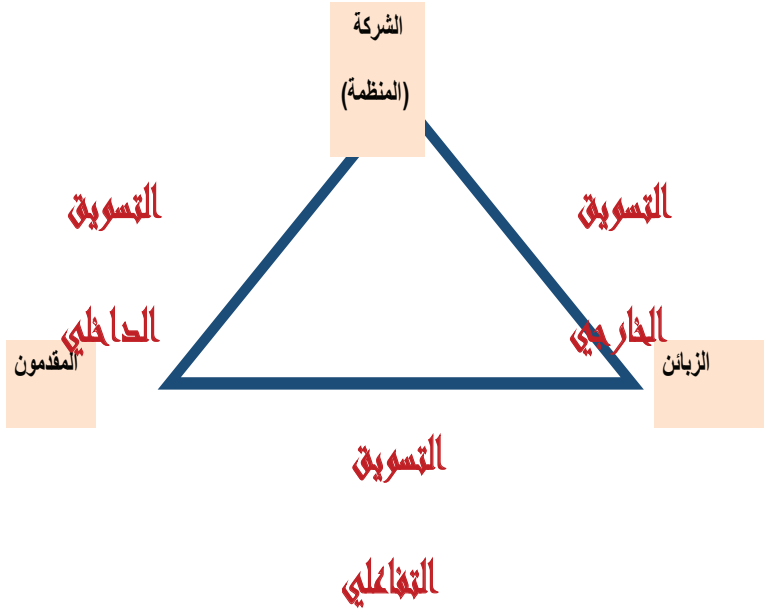 الشركة
(المنظمة)
التسويق
الخارجي
التسويق
الداخلي
الزبائن
المقدمون
التسويق
التفاعلي